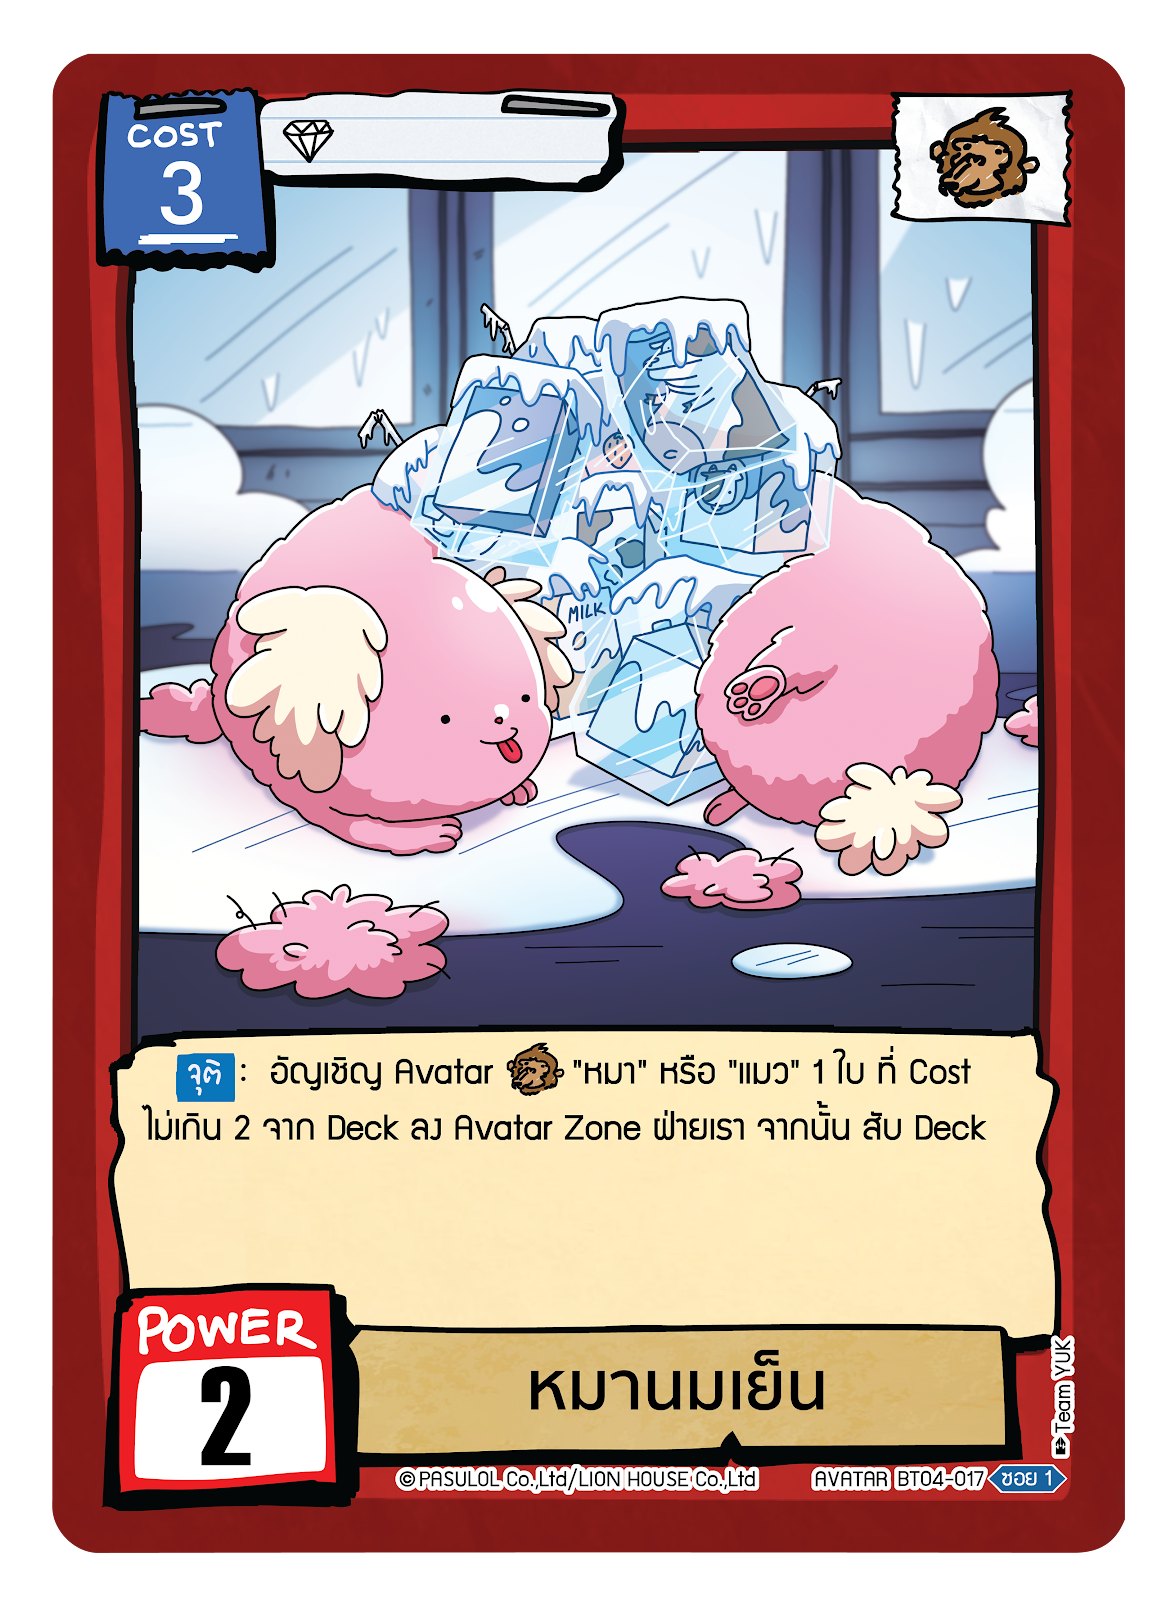 COST
3
MILK
จุติ : อัญเชิญ Avatar "หมา" หรือ "แมว" 1 ใบ ที่ Cost
ไม่เกิน 2 จาก Deck ลง Avatar Zone ฝ่ายเรา จากนั้น สับ Deck
POWER
2
หมานมเย็น
Team YUK
© PASULOL Co.,Ltd/LION HOUSE Co.,Ltd
AVATAR BT04-017 ซอย 1